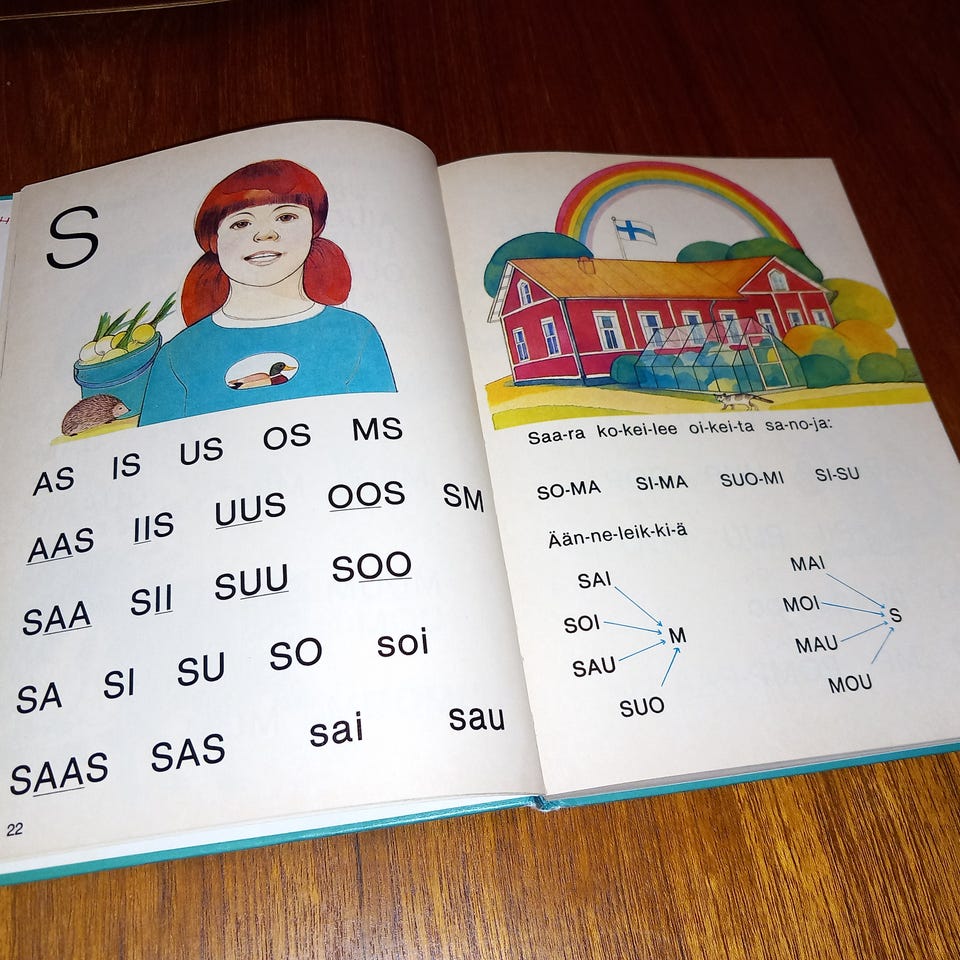 S
AS IS US OS MS
AAS IIS UUS OOS SM
SAA SII SUU SOO
SA SI SU SO soi
SAAS SAS sai sau
22
Saa-ra ko-kei-lee oi-kei-ta sa-no-ja:
SO-MA SI-MA SUO-MI SI-SU
Ään-ne-leik-ki-ä
SAI
SOI
SAU
SUO
M
MAI
MOI
MAU
MOU
S